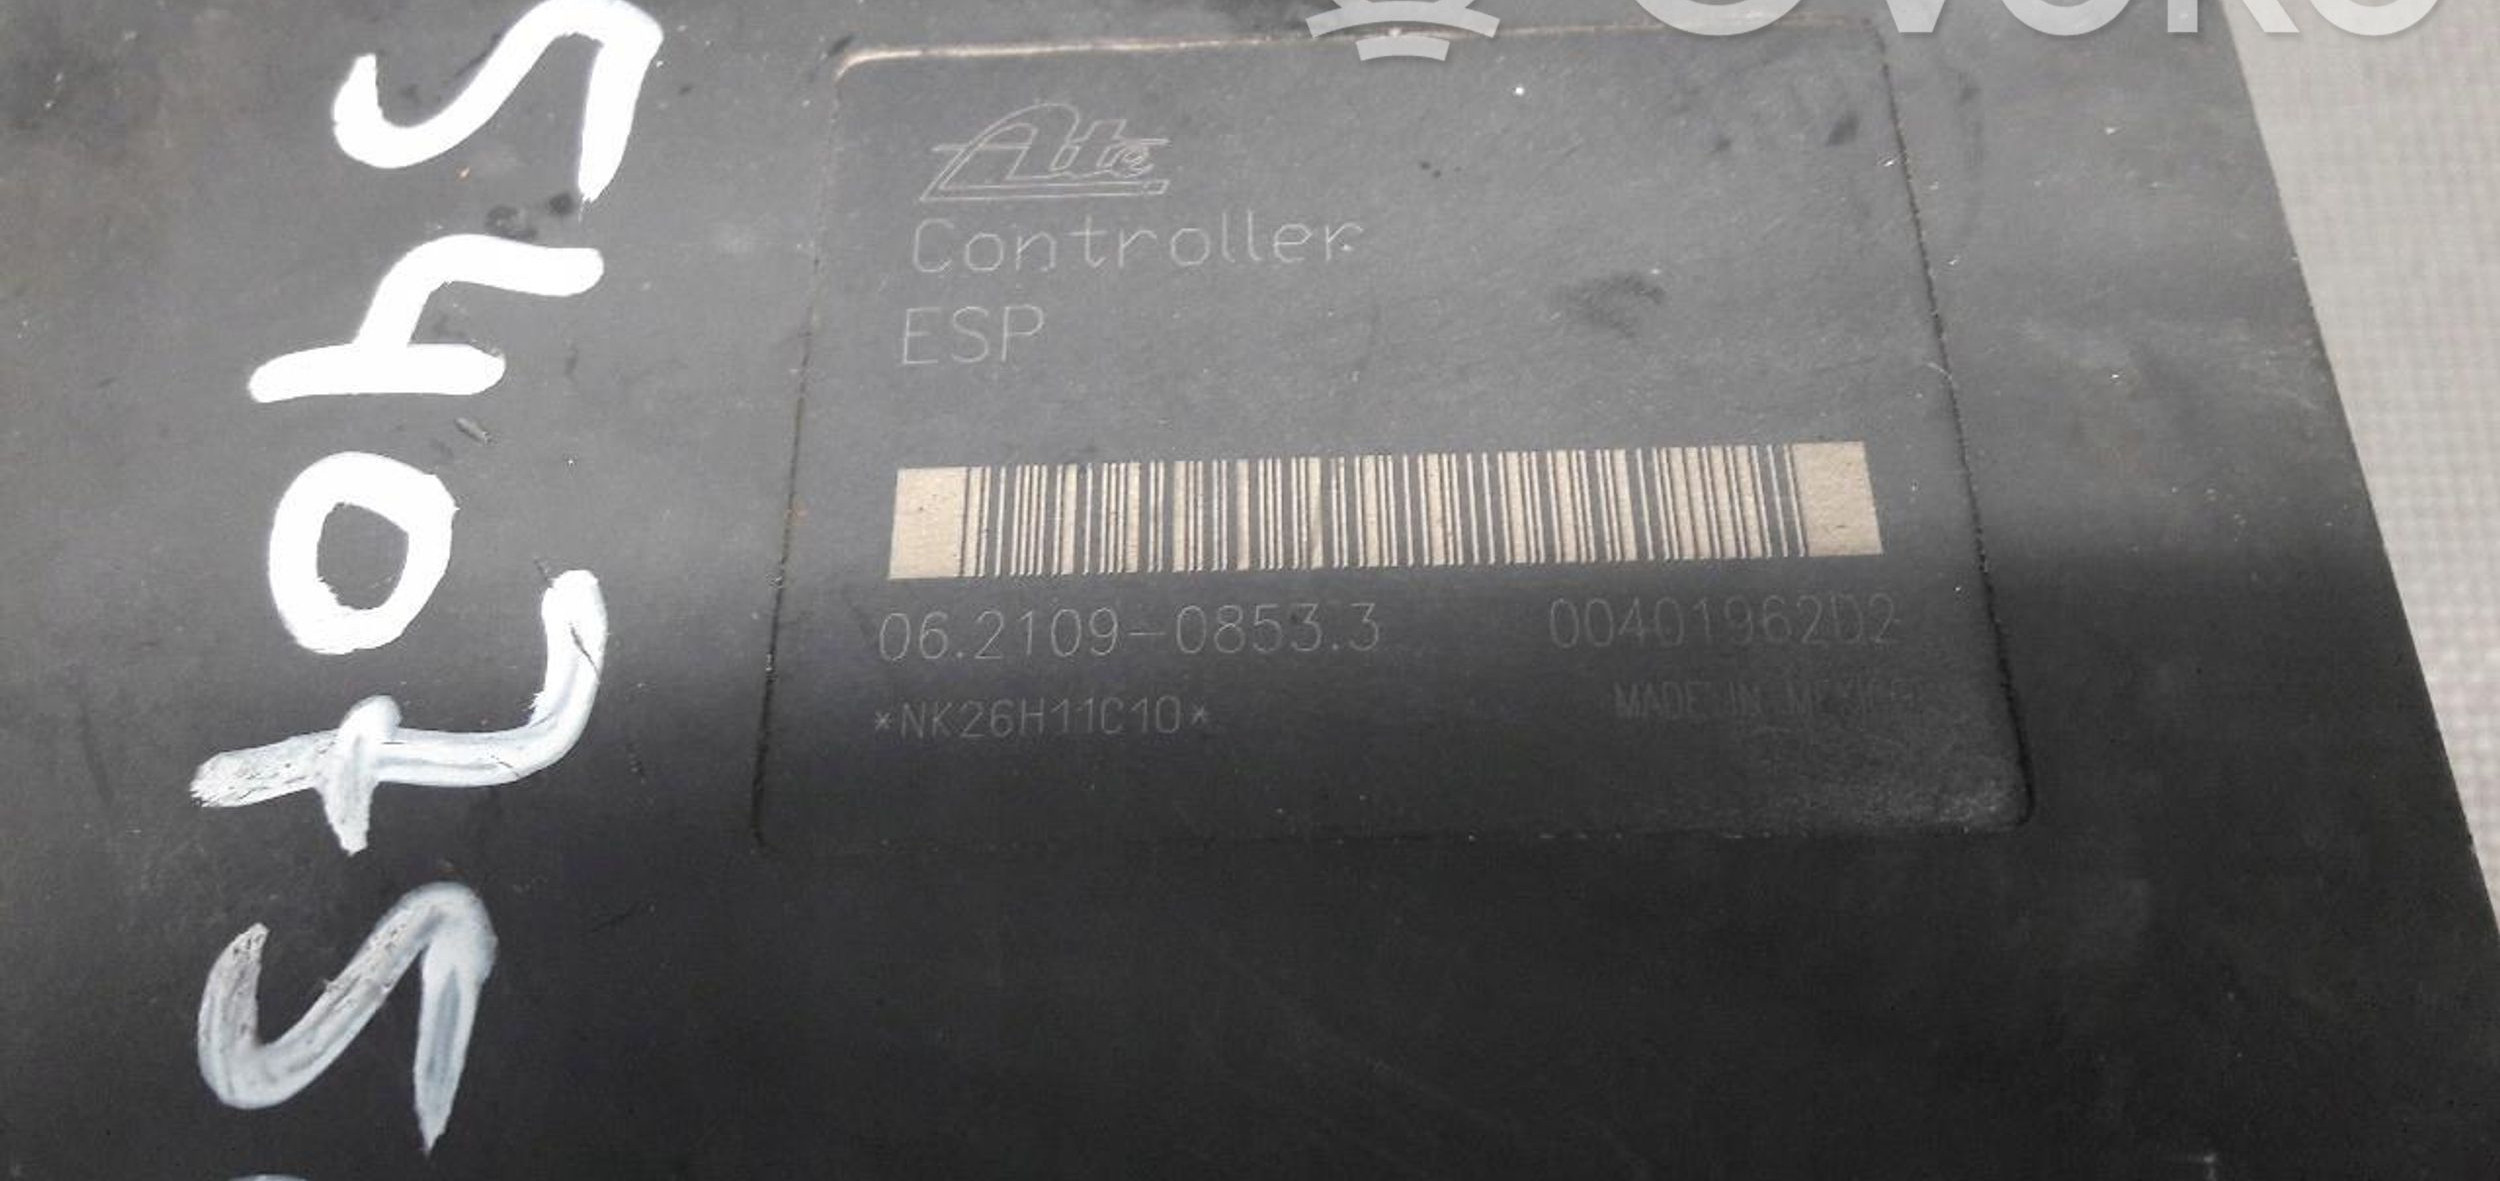 Ate
Controller
ESP
06.2109-0853.3 00401962D2
*NK26H11C10*
MADE IN MEXICO